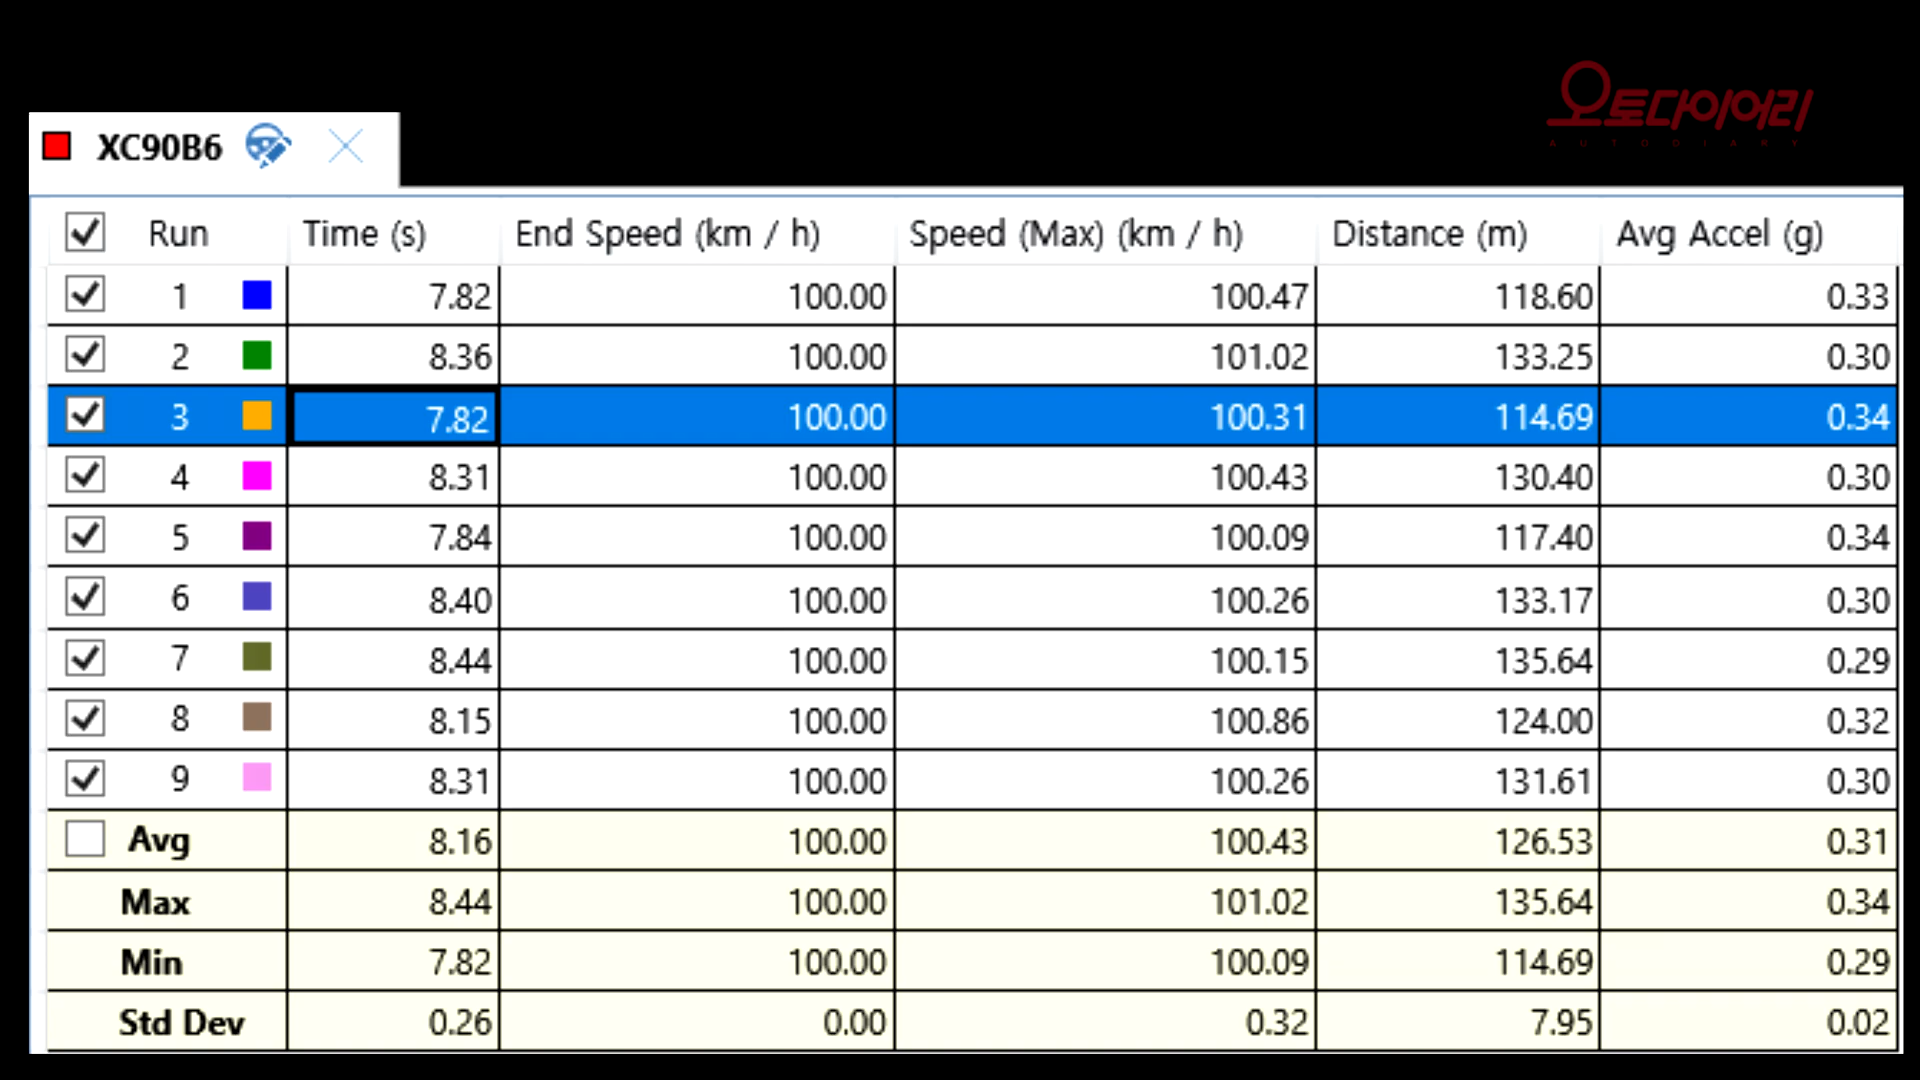 오토다이어리
AUTODIARY
XC90B6
Run Time (s) End Speed (km / h) Speed (Max) (km / h) Distance (m) Avg Accel (g)
1 7.82 100.00 100.47 118.60 0.33
2 8.36 100.00 101.02 133.25 0.30
3 7.82 100.00 100.31 114.69 0.34
4 8.31 100.00 100.43 130.40 0.30
5 7.84 100.00 100.09 117.40 0.34
6 8.40 100.00 100.26 133.17 0.30
7 8.44 100.00 100.15 135.64 0.29
8 8.15 100.00 100.86 124.00 0.32
9 8.31 100.00 100.26 131.61 0.30
Avg 8.16 100.00 100.43 126.53 0.31
Max 8.44 100.00 101.02 135.64 0.34
Min 7.82 100.00 100.09 114.69 0.29
Std Dev 0.26 0.00 0.32 7.95 0.02